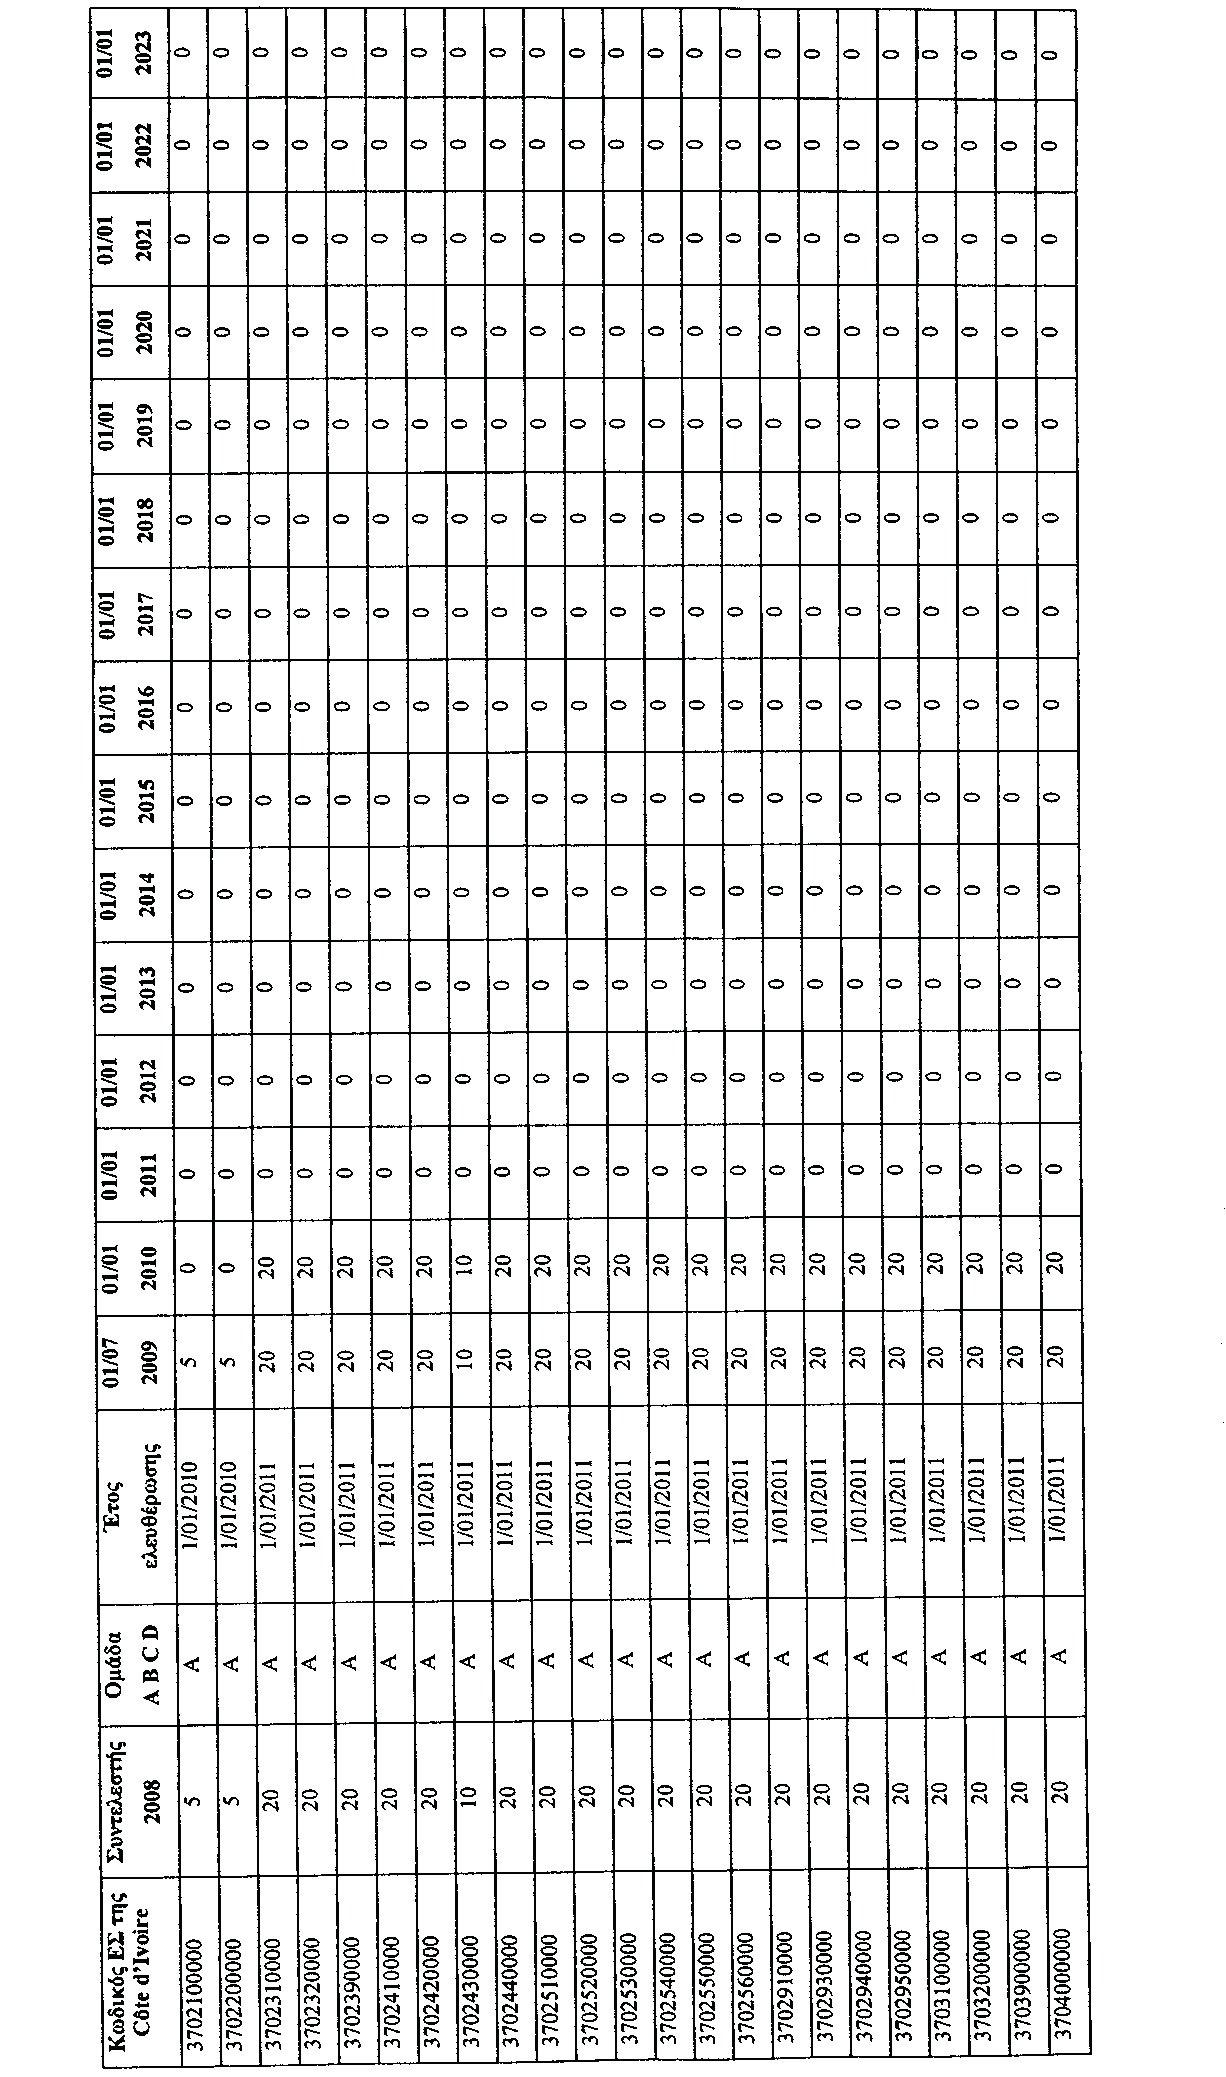 Κωδικός ΕΣ της Côte d'Ivoire Συντελεστής 2008 Ομάδα A B C D Έτος ελευθέρωσης 01/07 2009 01/01 2010 01/01 2011 01/01 2012 01/01 2013 01/01 2014 01/01 2015 01/01 2016 01/01 2017 01/01 2018 01/01 2019 01/01 2020 01/01 2021 01/01 2022 01/01 2023
3702100000 5 A 1/01/2010 5 0 0 0 0 0 0 0 0 0 0 0 0 0 0
3702200000 5 A 1/01/2010 5 0 0 0 0 0 0 0 0 0 0 0 0 0 0
3702310000 20 A 1/01/2011 20 20 0 0 0 0 0 0 0 0 0 0 0 0 0
3702320000 20 A 1/01/2011 20 20 0 0 0 0 0 0 0 0 0 0 0 0 0
3702390000 20 A 1/01/2011 20 20 0 0 0 0 0 0 0 0 0 0 0 0 0
3702410000 20 A 1/01/2011 20 20 0 0 0 0 0 0 0 0 0 0 0 0 0
3702420000 20 A 1/01/2011 20 20 0 0 0 0 0 0 0 0 0 0 0 0 0
3702430000 10 A 1/01/2011 10 10 0 0 0 0 0 0 0 0 0 0 0 0 0
3702440000 20 A 1/01/2011 20 20 0 0 0 0 0 0 0 0 0 0 0 0 0
3702510000 20 A 1/01/2011 20 20 0 0 0 0 0 0 0 0 0 0 0 0 0
3702520000 20 A 1/01/2011 20 20 0 0 0 0 0 0 0 0 0 0 0 0 0
3702530000 20 A 1/01/2011 20 20 0 0 0 0 0 0 0 0 0 0 0 0 0
3702540000 20 A 1/01/2011 20 20 0 0 0 0 0 0 0 0 0 0 0 0 0
3702550000 20 A 1/01/2011 20 20 0 0 0 0 0 0 0 0 0 0 0 0 0
3702560000 20 A 1/01/2011 20 20 0 0 0 0 0 0 0 0 0 0 0 0 0
3702910000 20 A 1/01/2011 20 20 0 0 0 0 0 0 0 0 0 0 0 0 0
3702930000 20 A 1/01/2011 20 20 0 0 0 0 0 0 0 0 0 0 0 0 0
3702940000 20 A 1/01/2011 20 20 0 0 0 0 0 0 0 0 0 0 0 0 0
3702950000 20 A 1/01/2011 20 20 0 0 0 0 0 0 0 0 0 0 0 0 0
3703100000 20 A 1/01/2011 20 20 0 0 0 0 0 0 0 0 0 0 0 0 0
3703200000 20 A 1/01/2011 20 20 0 0 0 0 0 0 0 0 0 0 0 0 0
3703900000 20 A 1/01/2011 20 20 0 0 0 0 0 0 0 0 0 0 0 0 0
3704000000 20 A 1/01/2011 20 20 0 0 0 0 0 0 0 0 0 0 0 0 0